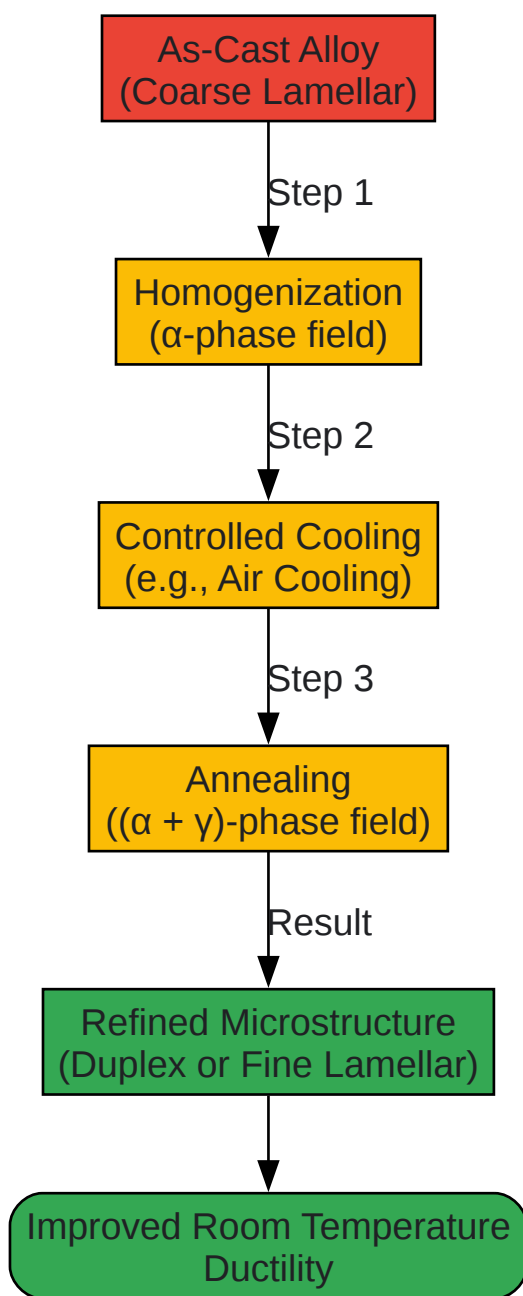 As-Cast Alloy
(Coarse Lamellar)
Step 1
Homogenization
(α-phase field)
Step 2
Controlled Cooling
(e.g., Air Cooling)
Step 3
Annealing
((α + γ)-phase field)
Result
Refined Microstructure
(Duplex or Fine Lamellar)
Improved Room Temperature
Ductility